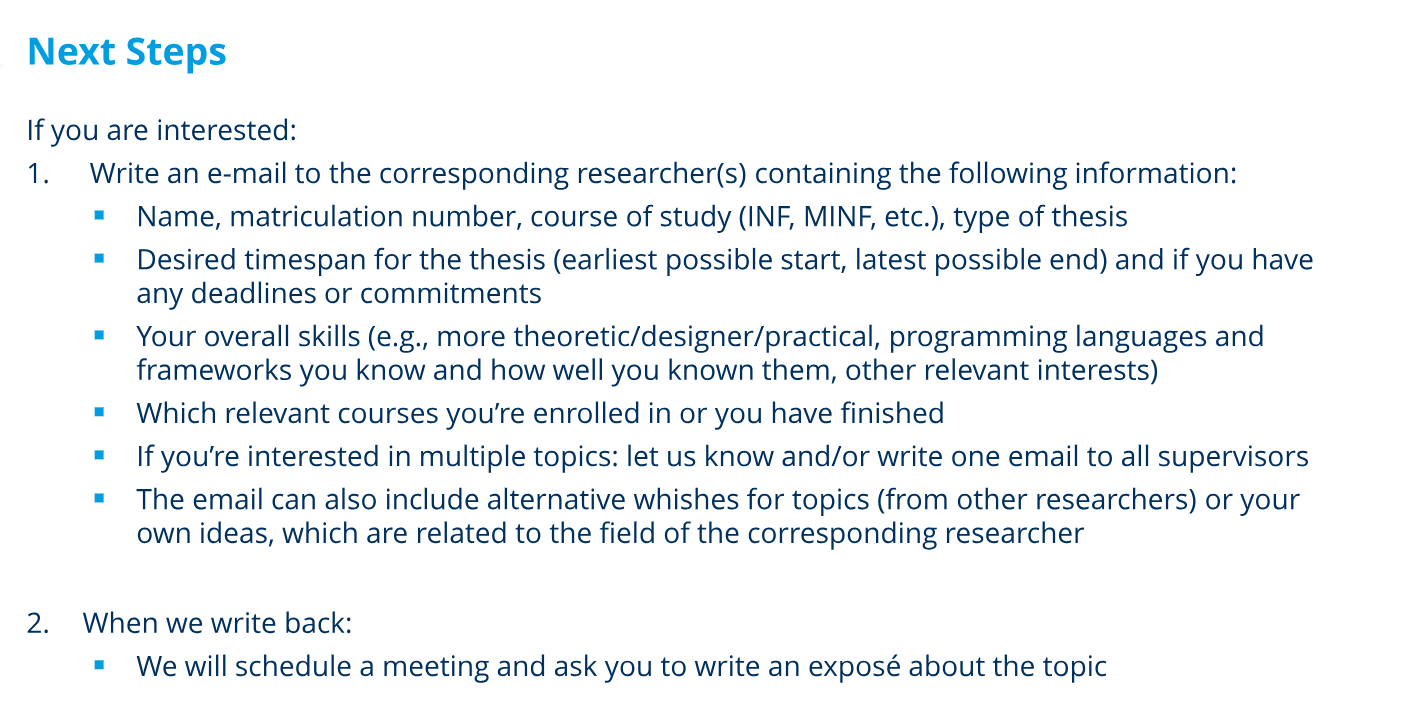 Next Steps
If you are interested:
1. Write an e-mail to the corresponding researcher(s) containing the following information:
▪ Name, matriculation number, course of study (INF, MINF, etc.), type of thesis
▪ Desired timespan for the thesis (earliest possible start, latest possible end) and if you have
any deadlines or commitments
▪ Your overall skills (e.g., more theoretic/designer/practical, programming languages and
frameworks you know and how well you known them, other relevant interests)
▪ Which relevant courses you’re enrolled in or you have finished
▪ If you’re interested in multiple topics: let us know and/or write one email to all supervisors
▪ The email can also include alternative whishes for topics (from other researchers) or your
own ideas, which are related to the field of the corresponding researcher
2. When we write back:
▪ We will schedule a meeting and ask you to write an exposé about the topic